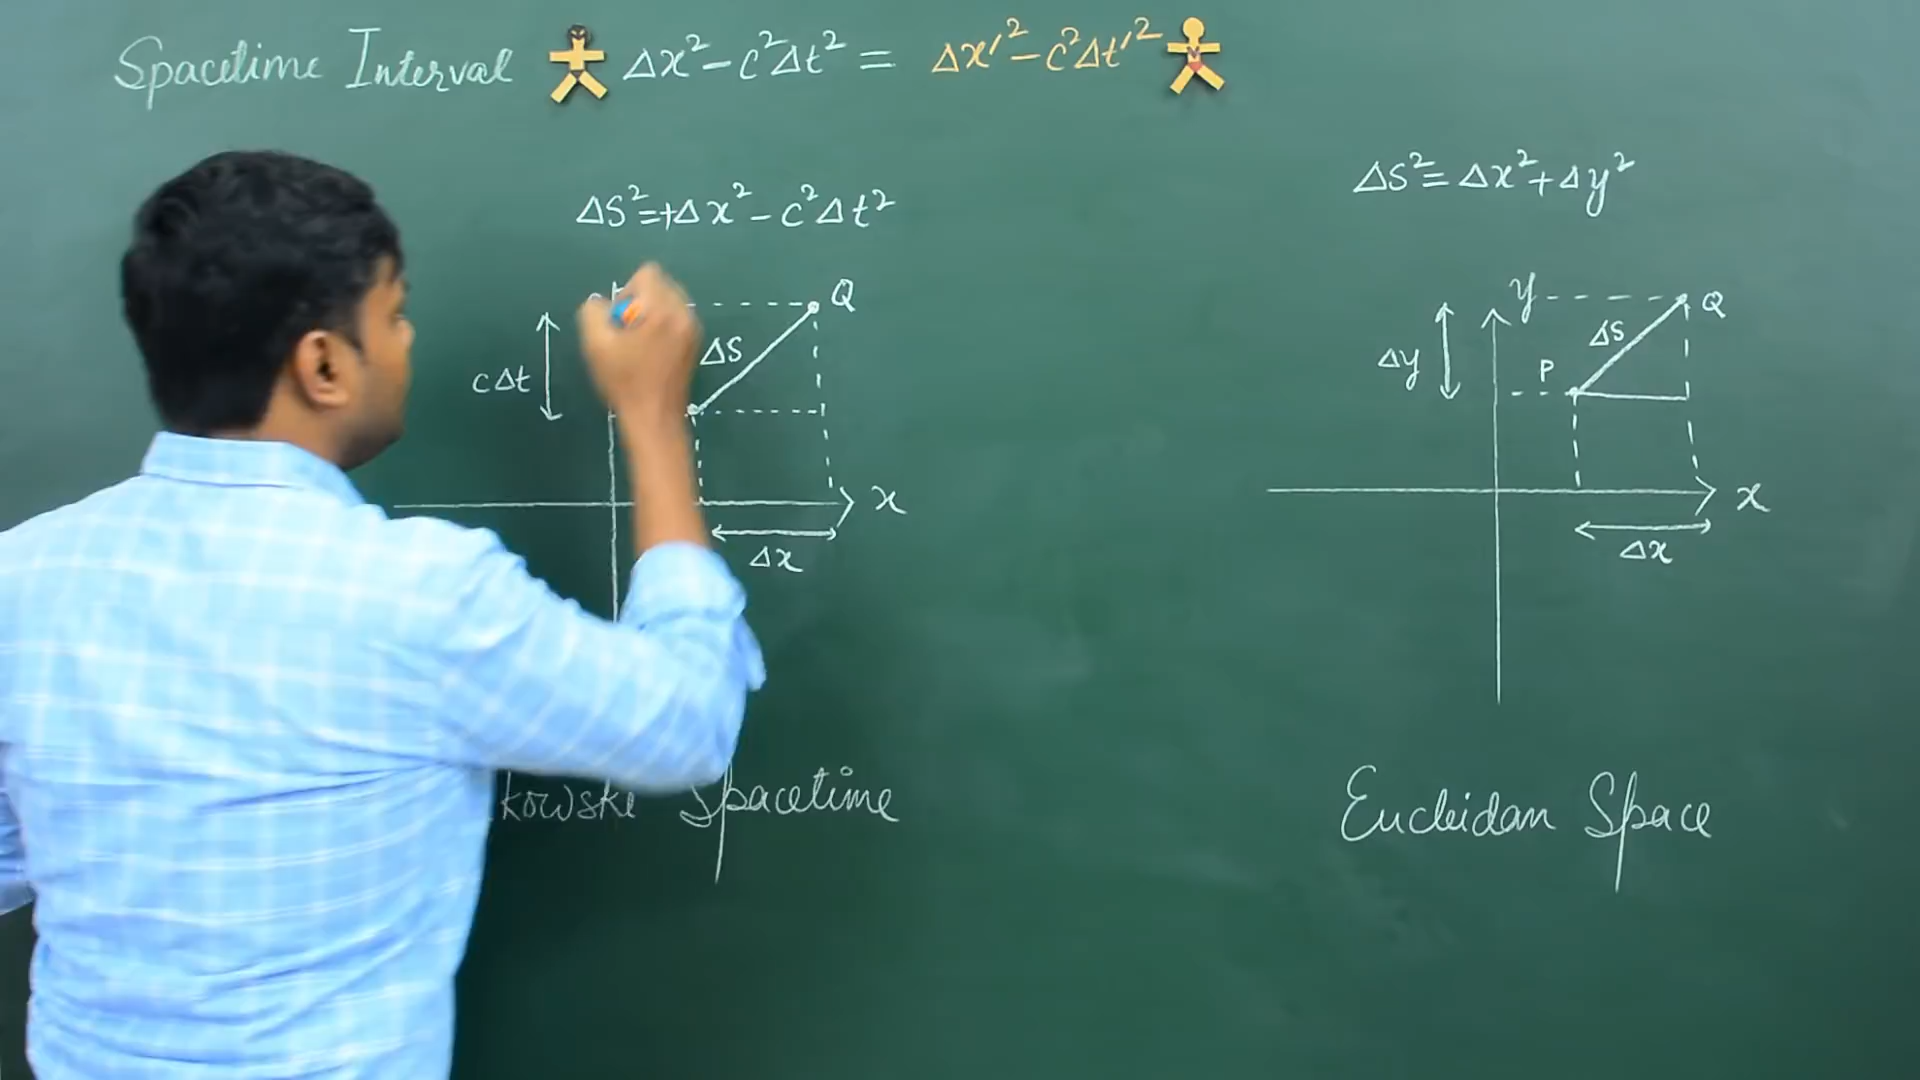 Spacetime Interval Δx² - c²Δt² = Δx'² - c²Δt'²
ΔS² = +Δx² - c²Δt²
Q
ΔS
cΔt
x
Δx
kowski Spacetime
ΔS² = Δx² + Δy²
y
Q
ΔS
P
Δy
x
Δx
Eucleidan Space